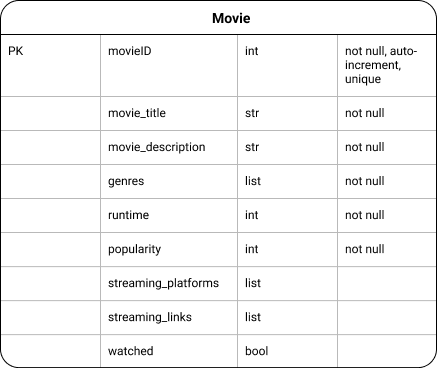 Movie
PK movieID int not null, auto-
increment,
unique
movie_title str not null
movie_description str not null
genres list not null
runtime int not null
popularity int not null
streaming_platforms list
streaming_links list
watched bool